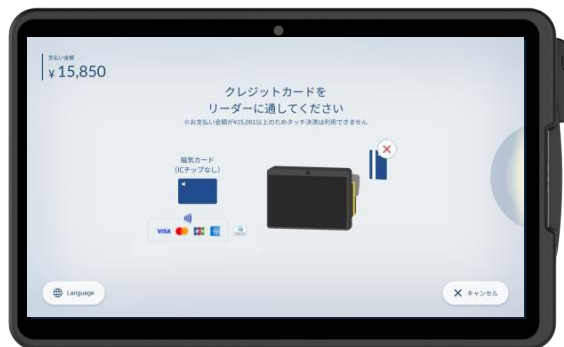 支払い金額
¥ 15,850
クレジットカードを
リーダーに通してください
※お支払い金額が¥15,001以上のためタッチ決済は利用できません
磁気カード
(ICチップなし)
VISA
JCB
Language
キャンセル